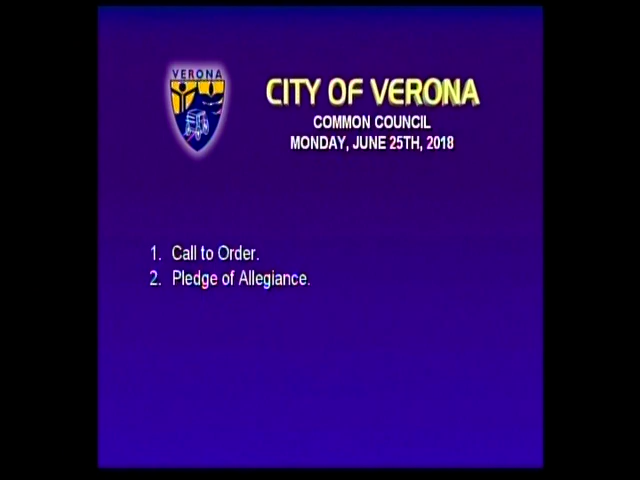 VERONA
CITY OF VERONA
COMMON COUNCIL
MONDAY, JUNE 25TH, 2018
1. Call to Order.
2. Pledge of Allegiance.